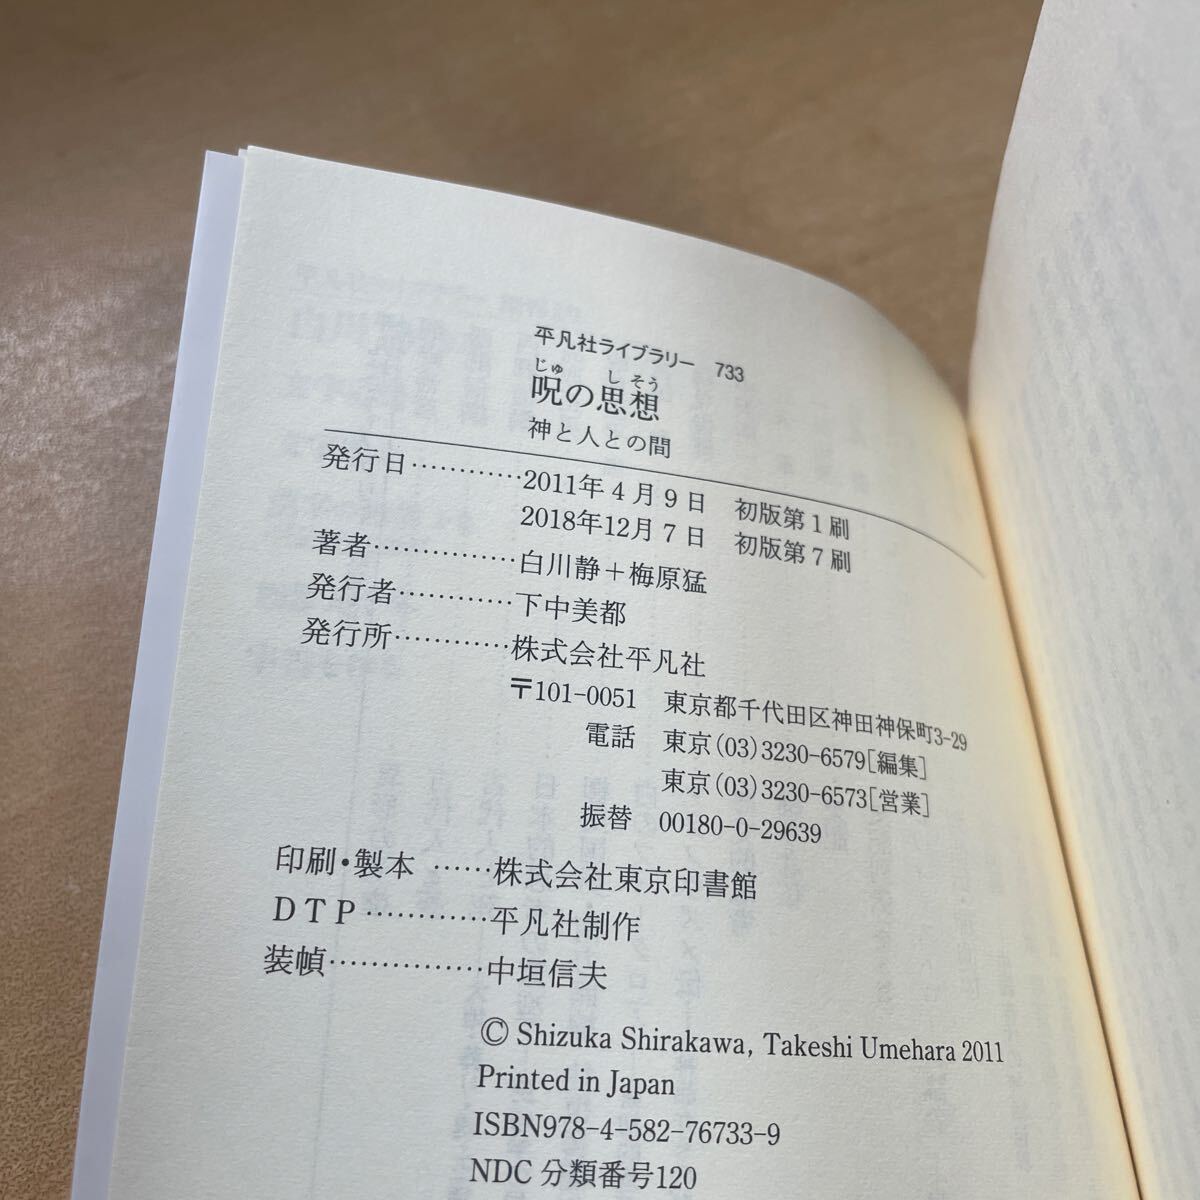 平凡社ライブラリー 733
じゅ しそう
呪の思想
神と人との間
発行日…………2011年4月9日 初版第1刷
2018年12月7日 初版第7刷
著者……………白川静＋梅原猛
発行者…………下中美都
発行所…………株式会社平凡社
〒101-0051 東京都千代田区神田神保町3-29
電話 東京(03)3230-6579[編集]
東京(03)3230-6573[営業]
振替 00180-0-29639
印刷・製本 ……株式会社東京印書館
DTP…………平凡社制作
装幀……………中垣信夫
© Shizuka Shirakawa, Takeshi Umehara 2011
Printed in Japan
ISBN978-4-582-76733-9
NDC 分類番号120